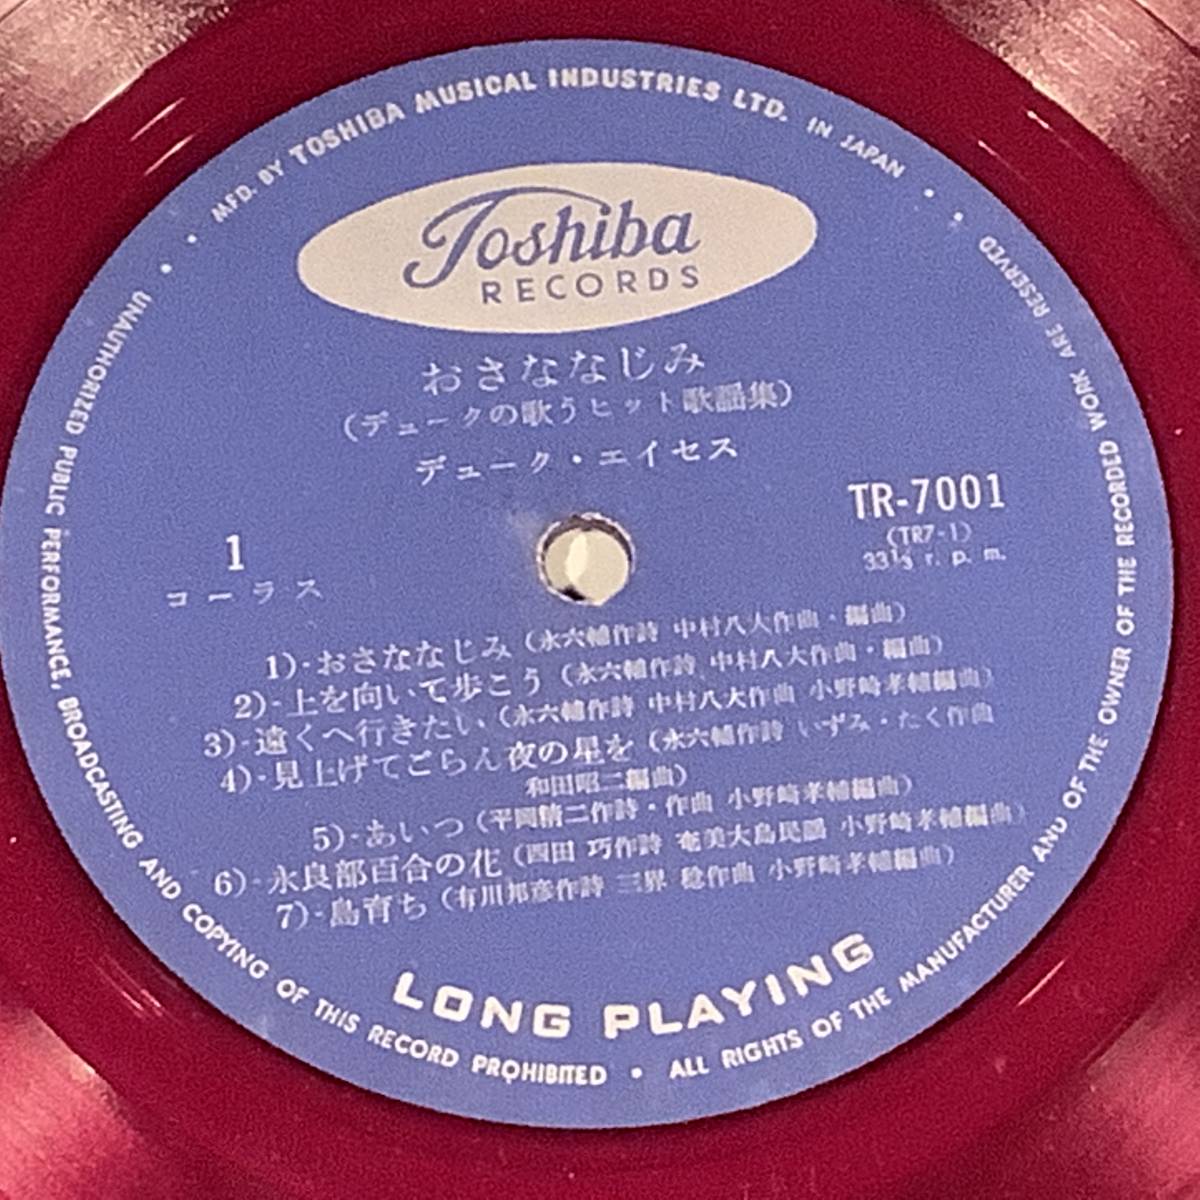 MFD. BY TOSHIBA MUSICAL INDUSTRIES LTD. IN JAPAN
Toshiba
RECORDS
おさななじみ
(デュークの歌うヒット歌謡集)
デューク・エイセス
TR-7001
(TR7-1)
33⅓ r. p. m.
1
コーラス
1)-おさななじみ (永六輔作詩 中村八大作曲・編曲)
2)-上を向いて歩こう (永六輔作詩 中村八大作曲・編曲)
3)-遠くへ行きたい (永六輔作詩 中村八大作曲 小野崎孝輔編曲)
4)-見上げてごらん夜の星を (永六輔作詩 いずみ・たく作曲
和田昭二編曲)
5)-あいつ (平岡精二作詩・作曲 小野崎孝輔編曲)
6)-永良部百合の花 (西田 巧作詩 奄美大島民謡 小野崎孝輔編曲)
7)-島育ち (有川邦彦作詩 三界 稔作曲 小野崎孝輔編曲)
LONG PLAYING
UNAUTHORIZED PUBLIC PERFORMANCE, BROADCASTING AND COPYING OF THIS RECORD PROHIBITED • ALL RIGHTS OF THE MANUFACTURER AND OF THE OWNER OF THE RECORDED WORK ARE RESERVED